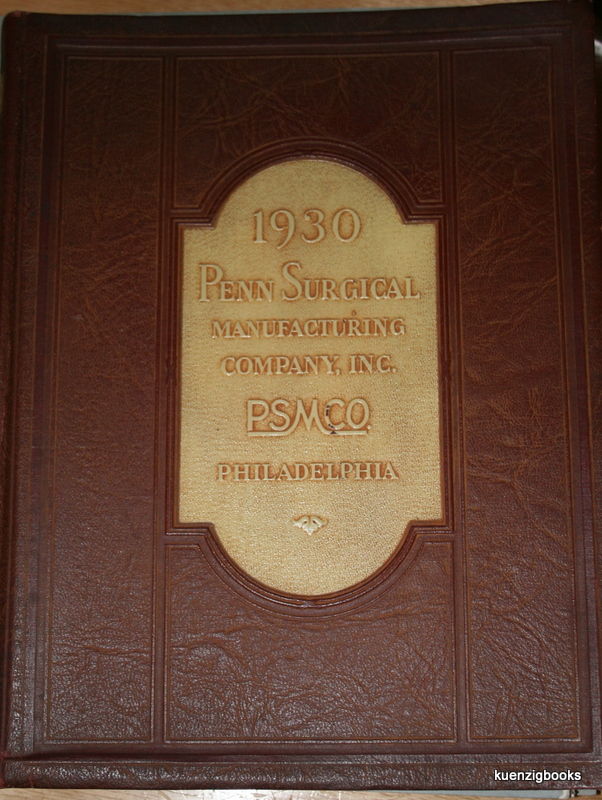 1930
PENN SURGICAL
MANUFACTURING
COMPANY, INC.
PSMCO.
PHILADELPHIA
kuenzigbooks